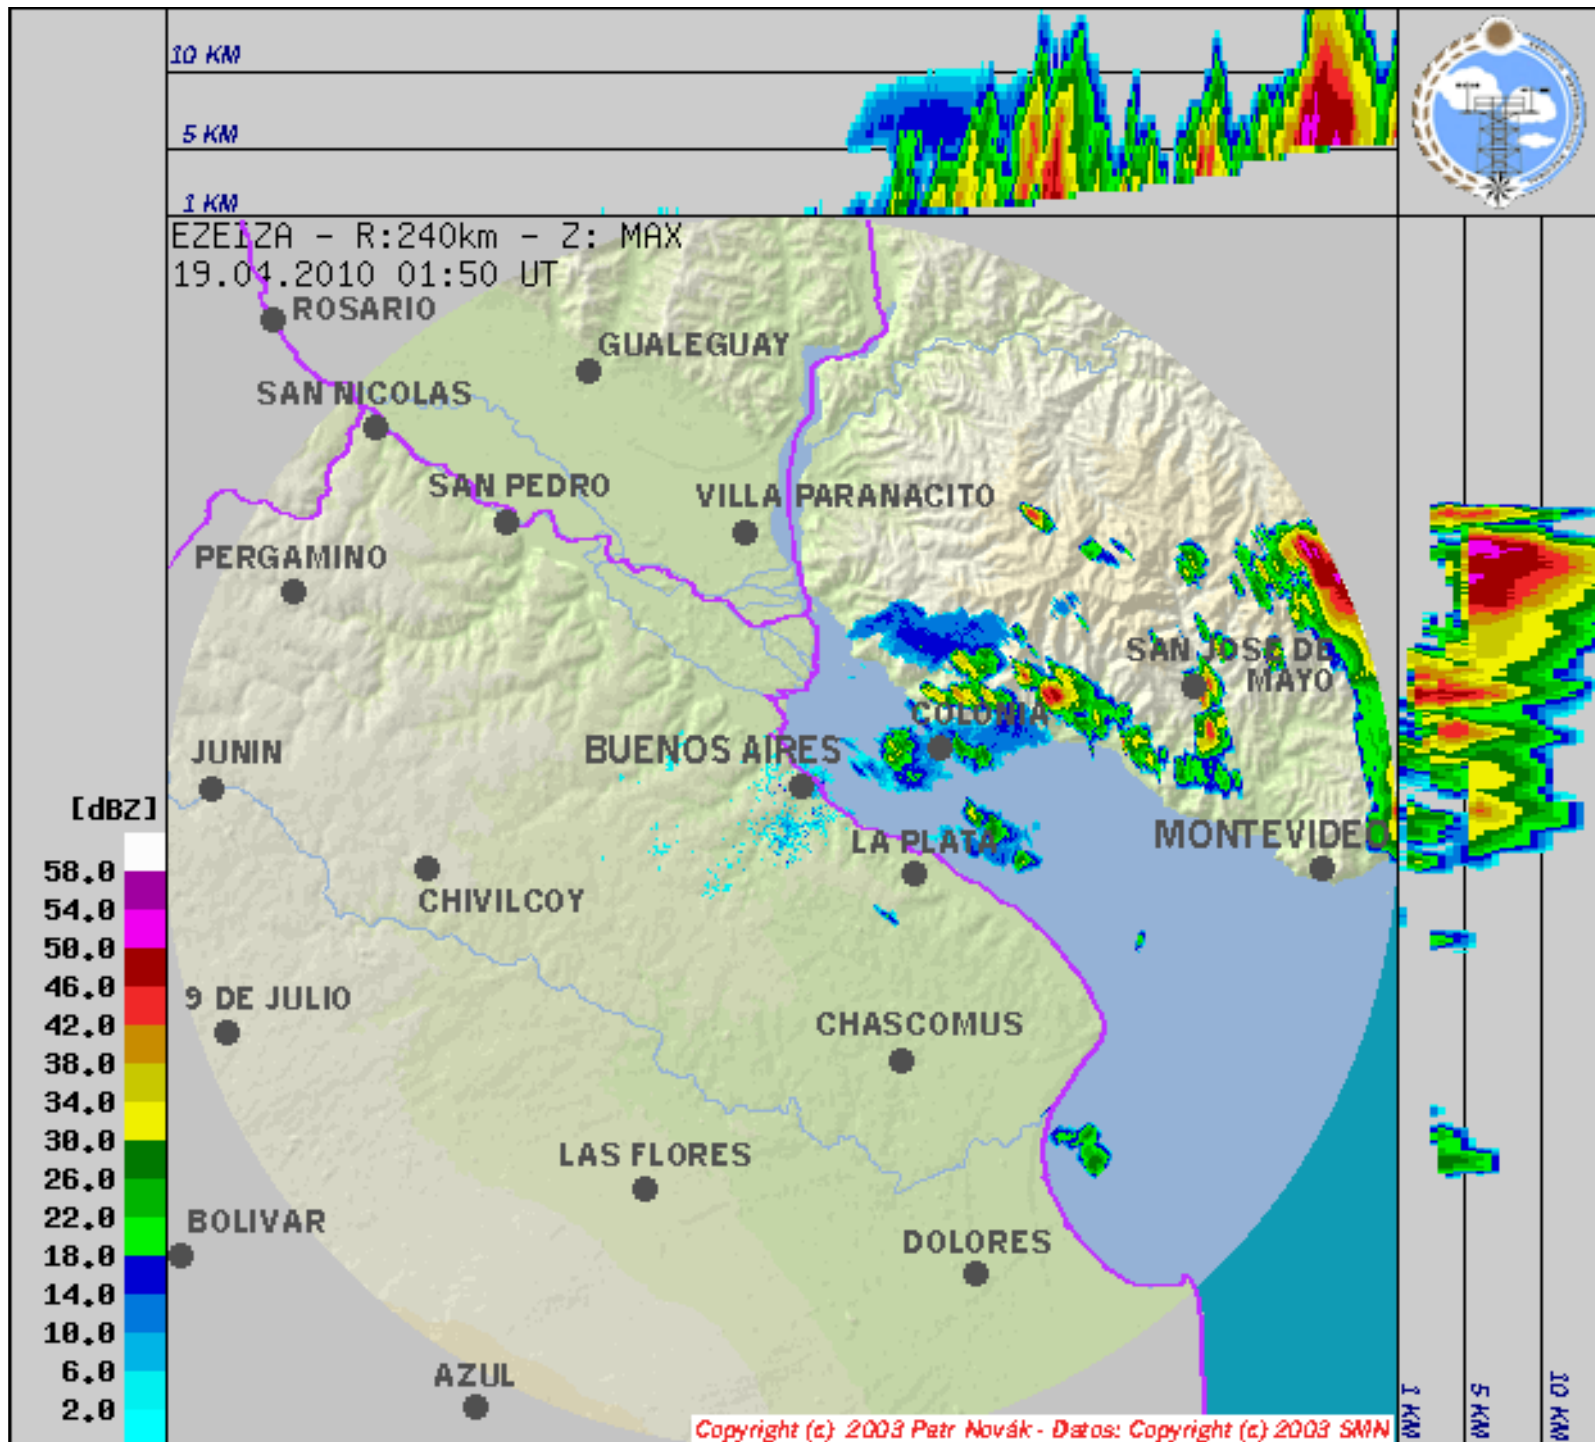 10 KM
5 KM
1 KM
EZEIZA - R:240km - Z: MAX
19.04.2010 01:50 UT
ROSARIO
GUALEGUAY
SAN NICOLAS
SAN PEDRO
VILLA PARANACITO
PERGAMINO
SAN JOSE DE
MAYO
COLONIA
JUNIN
BUENOS AIRES
[dBZ]
LA PLATA
MONTEVIDEO
58.0
54.0
50.0
46.0
42.0
38.0
34.0
30.0
26.0
22.0
18.0
14.0
10.0
6.0
2.0
CHIVILCOY
9 DE JULIO
CHASCOMUS
LAS FLORES
BOLIVAR
DOLORES
AZUL
1 KM
5 KM
10 KM
Copyright (c) 2003 Petr Novák - Datos: Copyright (c) 2003 SMN